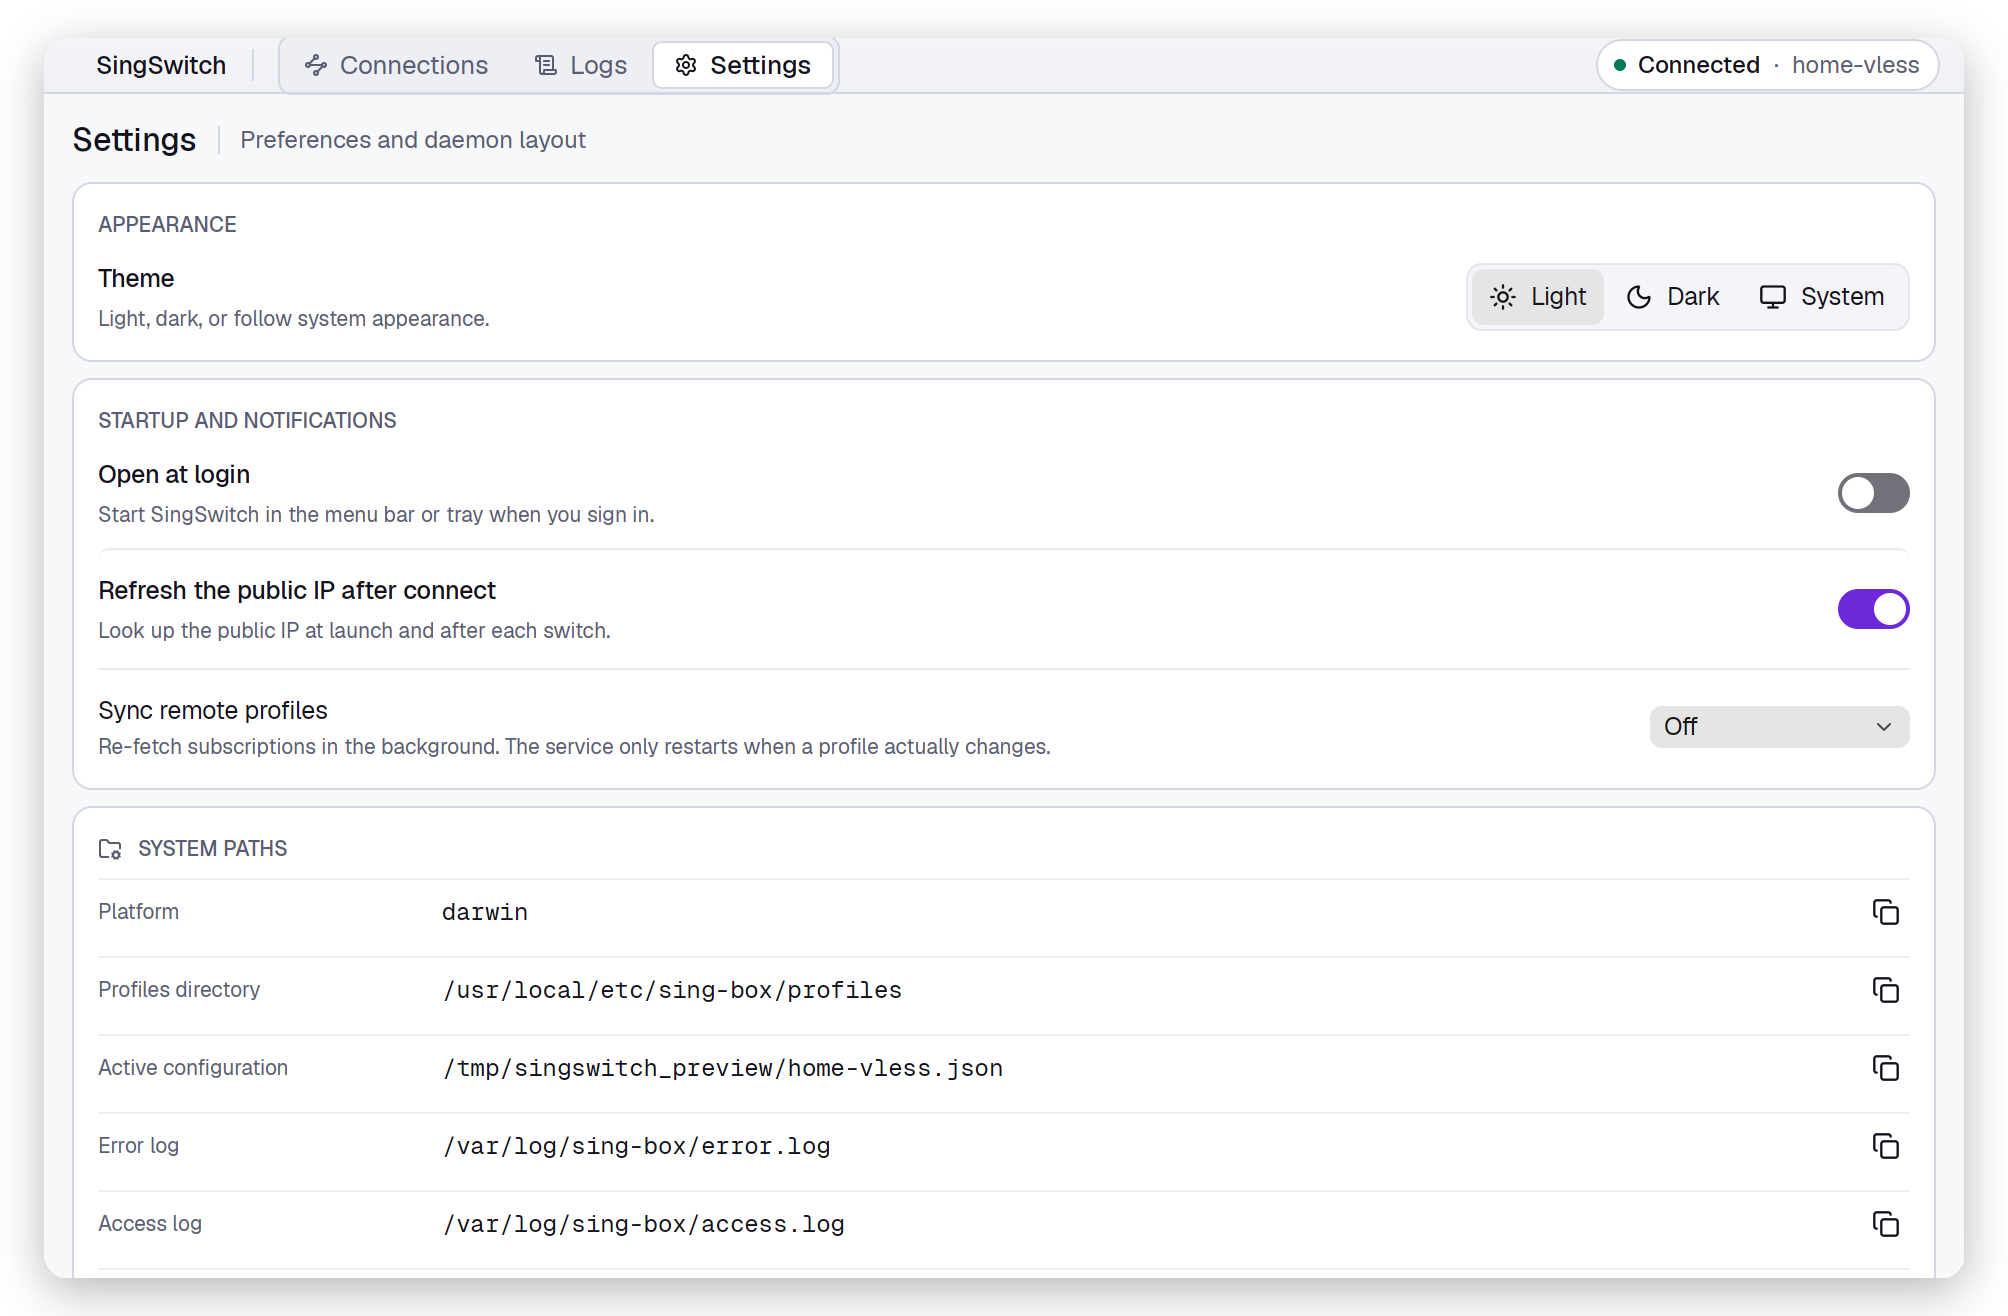 SingSwitch
Connections
Logs
Settings
Connected · home-vless
Settings
Preferences and daemon layout
APPEARANCE
Theme
Light, dark, or follow system appearance.
Light
Dark
System
STARTUP AND NOTIFICATIONS
Open at login
Start SingSwitch in the menu bar or tray when you sign in.
Refresh the public IP after connect
Look up the public IP at launch and after each switch.
Sync remote profiles
Re-fetch subscriptions in the background. The service only restarts when a profile actually changes.
Off
SYSTEM PATHS
Platform
darwin
Profiles directory
/usr/local/etc/sing-box/profiles
Active configuration
/tmp/singswitch_preview/home-vless.json
Error log
/var/log/sing-box/error.log
Access log
/var/log/sing-box/access.log